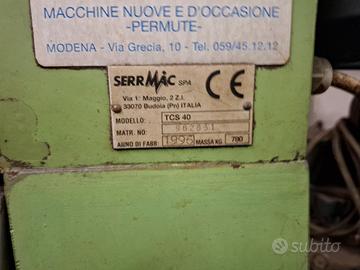 MACCHINE NUOVE E D'OCCASIONE
-PERMUTE-
MODENA - Via Grecia, 10 - Tel. 059/45.12.12
SERRMAC SPA
CE
Via 1° Maggio, 2 Z.I.
33070 Budoia (Pn) ITALIA
MODELLO: TCS 40
MATR. NO:
ANNO DI FABB: 1996 MASSA KG 780
subito